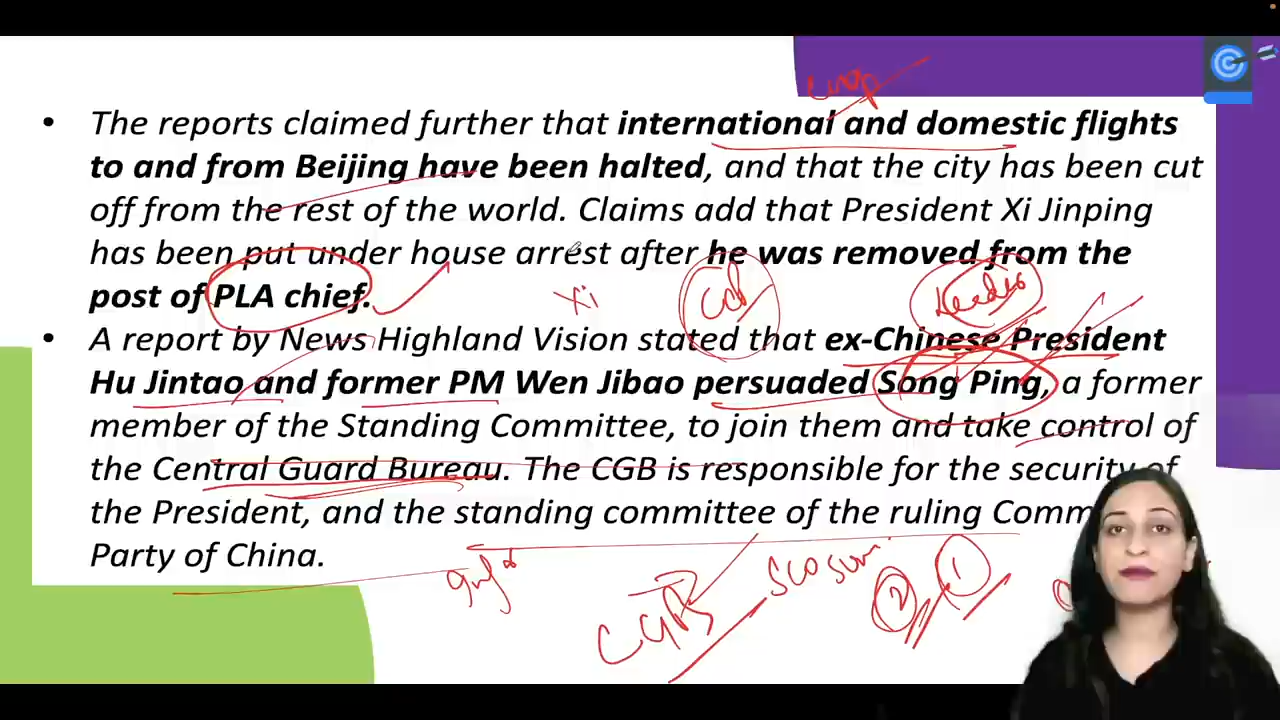 coup
• The reports claimed further that international and domestic flights
to and from Beijing have been halted, and that the city has been cut
off from the rest of the world. Claims add that President Xi Jinping
has been put under house arrest after he was removed from the
post of PLA chief.
Xi
• A report by News Highland Vision stated that ex-Chinese President
Hu Jintao and former PM Wen Jibao persuaded Song Ping, a former
member of the Standing Committee, to join them and take control of
the Central Guard Bureau. The CGB is responsible for the security of
the President, and the standing committee of the ruling Comm
Party of China.
CGB
SCO Sum
2 1